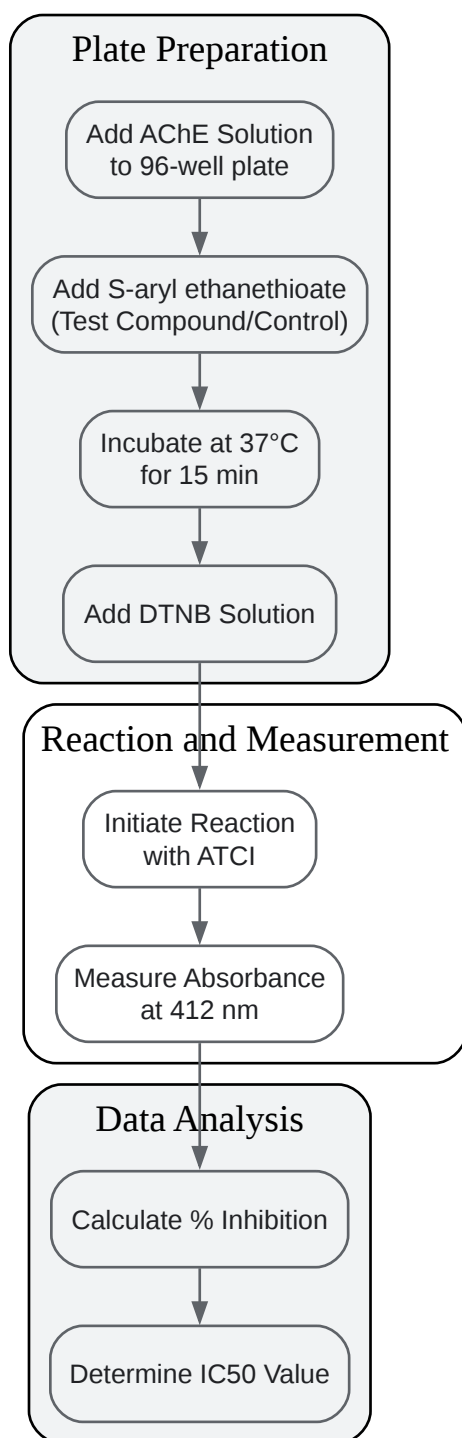 Plate Preparation
Add AChE Solution
to 96-well plate
Add S-aryl ethanethioate
(Test Compound/Control)
Incubate at 37°C
for 15 min
Add DTNB Solution
Reaction and Measurement
Initiate Reaction
with ATCI
Measure Absorbance
at 412 nm
Data Analysis
Calculate % Inhibition
Determine IC50 Value